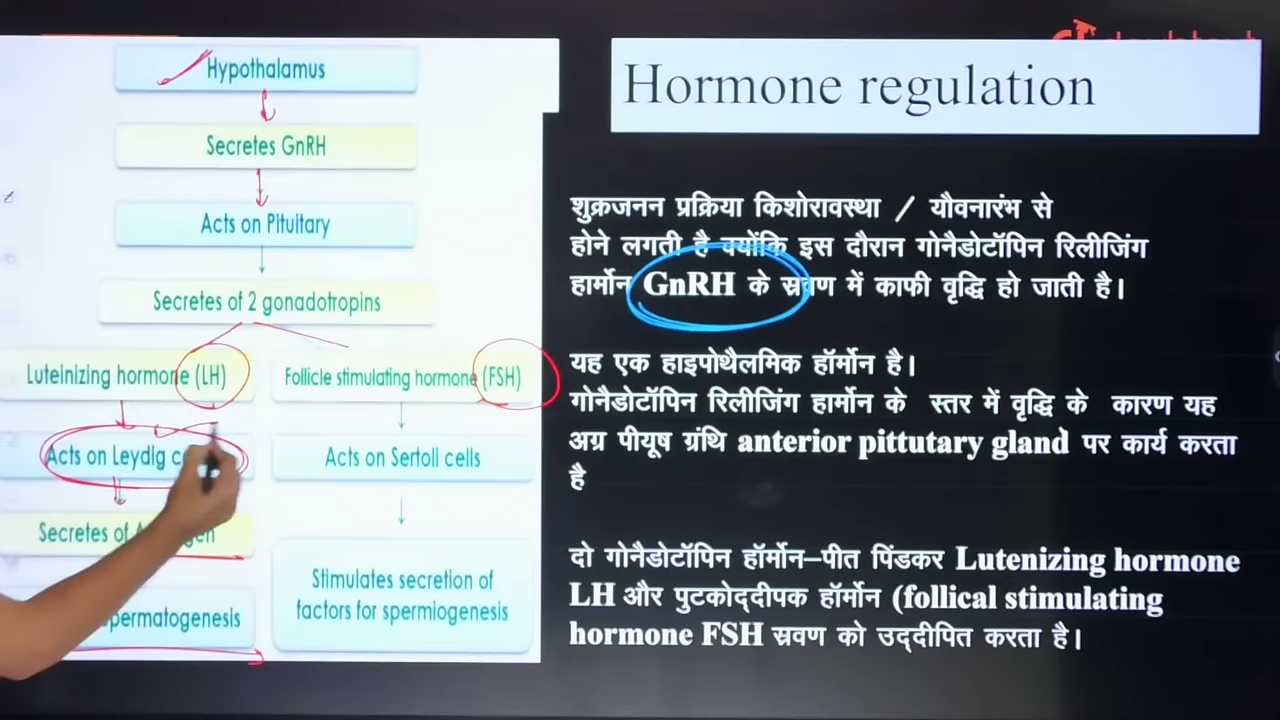 Hypothalamus
Secretes GnRH
Acts on Pituitary
Secretes of 2 gonadotropins
Luteinizing hormone (LH)
Follicle stimulating hormone (FSH)
Acts on Leydig
Acts on Sertoli cells
Secretes of
Stimulates secretion of
factors for spermiogenesis
Hormone regulation
शुक्रजनन प्रक्रिया किशोरावस्था / यौवनारंभ से
होने लगती है क्योंकि इस दौरान गोनैडोटॉपिन रिलीजिंग
हार्मोन GnRH के स्रवण में काफी वृद्धि हो जाती है।
यह एक हाइपोथैलमिक हॉर्मोन है।
गोनैडोटॉपिन रिलीजिंग हार्मोन के स्तर में वृद्धि के कारण यह
अग्र पीयूष ग्रंथि anterior pittutary gland पर कार्य करता
है
दो गोनैडोटॉपिन हॉर्मोन–पीत पिंडकर Lutenizing hormone
LH और पुटकोद्दीपक हॉर्मोन (follical stimulating
hormone FSH स्रवण को उद्दीपित करता है।